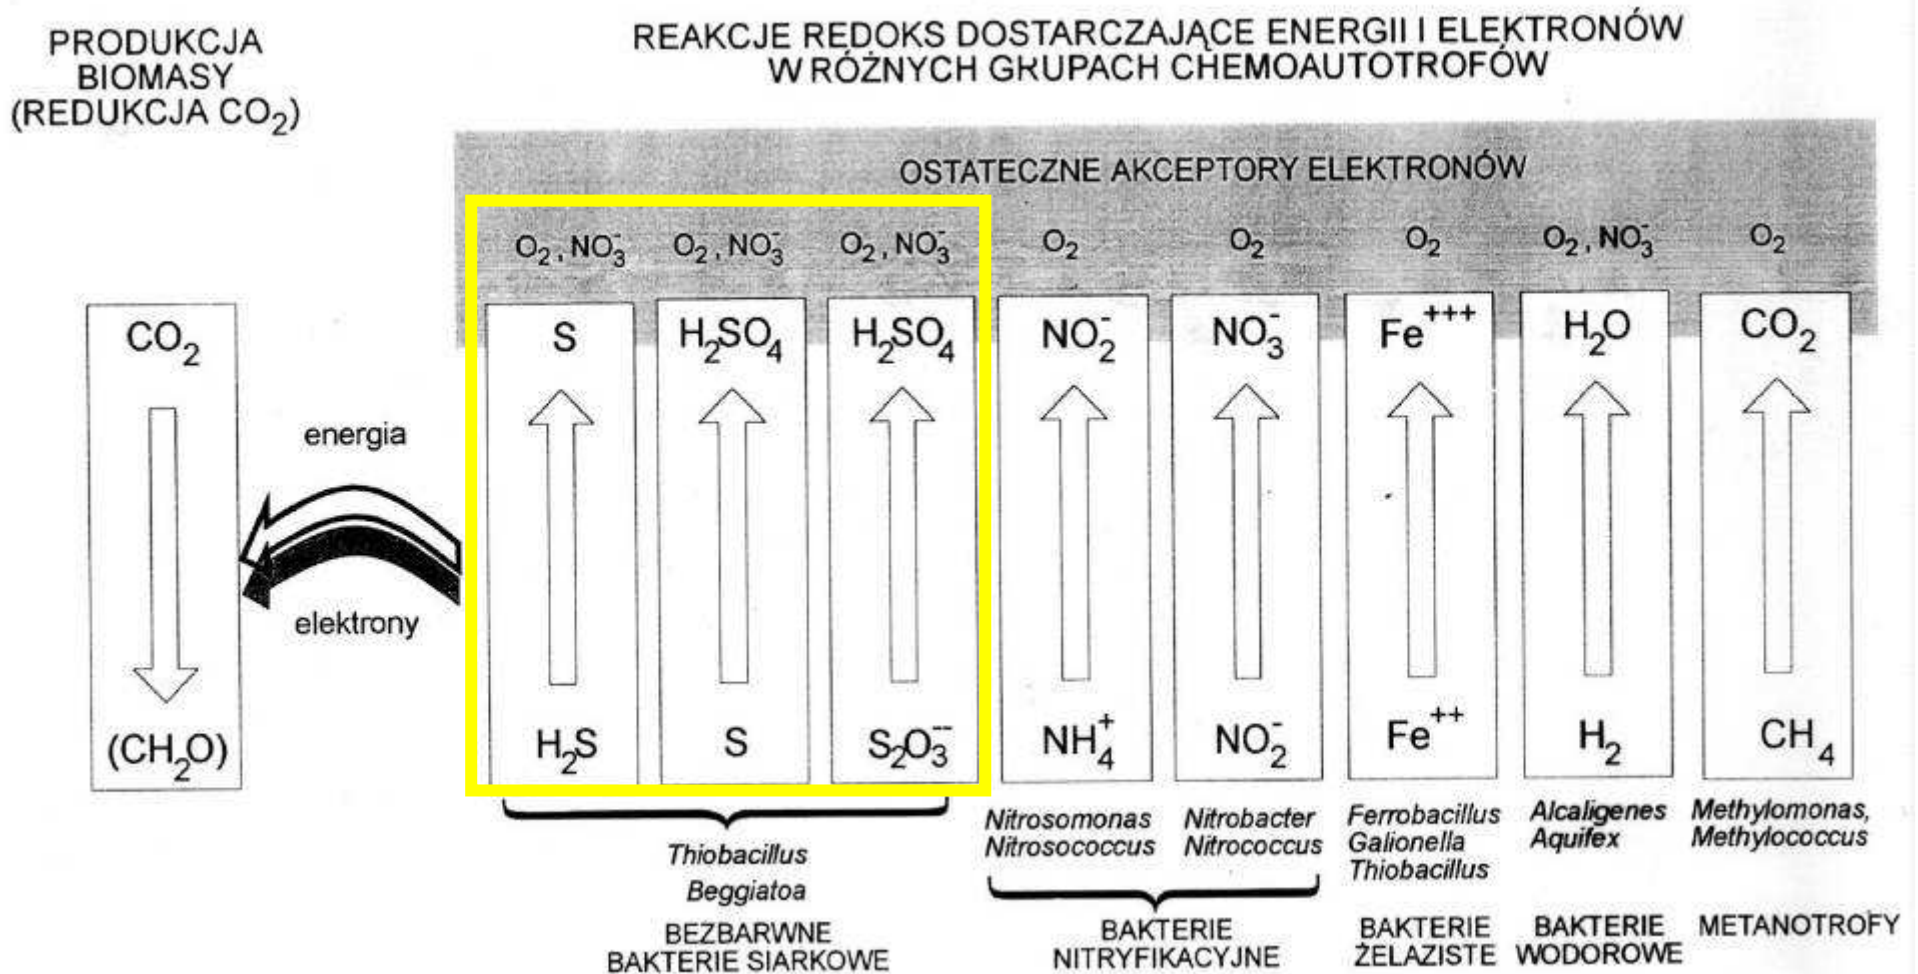 PRODUKCJA
BIOMASY
(REDUKCJA CO₂)
REAKCJE REDOKS DOSTARCZAJĄCE ENERGII I ELEKTRONÓW
W RÓŻNYCH GRUPACH CHEMOAUTOTROFÓW
OSTATECZNE AKCEPTORY ELEKTRONÓW
O₂, NO₃⁻ O₂, NO₃⁻ O₂, NO₃⁻ O₂ O₂ O₂ O₂, NO₃⁻ O₂
CO₂ S H₂SO₄ H₂SO₄ NO₂⁻ NO₃⁻ Fe⁺⁺⁺ H₂O CO₂
energia
elektrony
(CH₂O) H₂S S S₂O₃⁻⁻ NH₄⁺ NO₂⁻ Fe⁺⁺ H₂ CH₄
Thiobacillus
Beggiatoa
BEZBARWNE
BAKTERIE SIARKOWE
Nitrosomonas
Nitrosococcus
Nitrobacter
Nitrococcus
BAKTERIE
NITRYFIKACYJNE
Ferrobacillus
Galionella
Thiobacillus
BAKTERIE
ŻELAZISTE
Alcaligenes
Aquifex
BAKTERIE
WODOROWE
Methylomonas,
Methylococcus
METANOTROFY